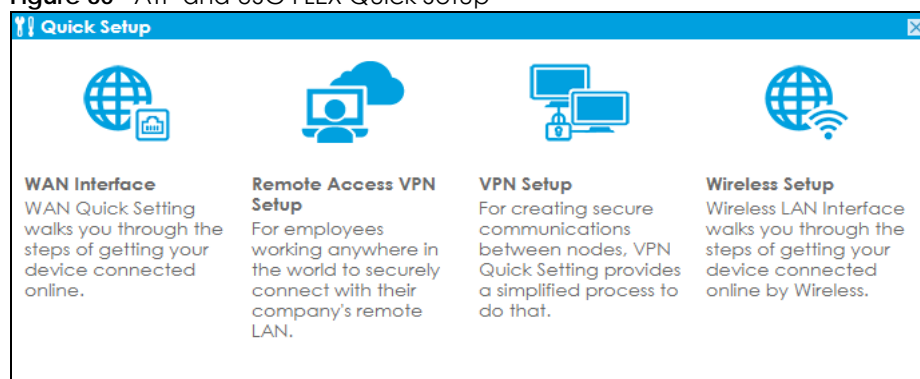 Quick Setup
WAN Interface
WAN Quick Setting
walks you through the
steps of getting your
device connected
online.
Remote Access VPN
Setup
For employees
working anywhere in
the world to securely
connect with their
company's remote
LAN.
VPN Setup
For creating secure
communications
between nodes, VPN
Quick Setting provides
a simplified process to
do that.
Wireless Setup
Wireless LAN Interface
walks you through the
steps of getting your
device connected
online by Wireless.